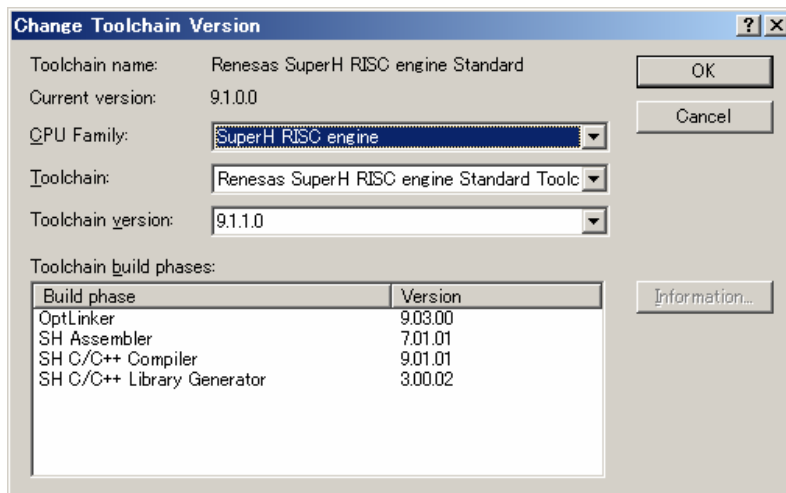 Change Toolchain Version
Toolchain name: Renesas SuperH RISC engine Standard
OK
Current version: 9.1.0.0
Cancel
CPU Family: SuperH RISC engine
Toolchain: Renesas SuperH RISC engine Standard Toolc
Toolchain version: 9.1.1.0
Toolchain build phases:
Build phase Version
Information...
OptLinker 9.03.00
SH Assembler 7.01.01
SH C/C++ Compiler 9.01.01
SH C/C++ Library Generator 3.00.02